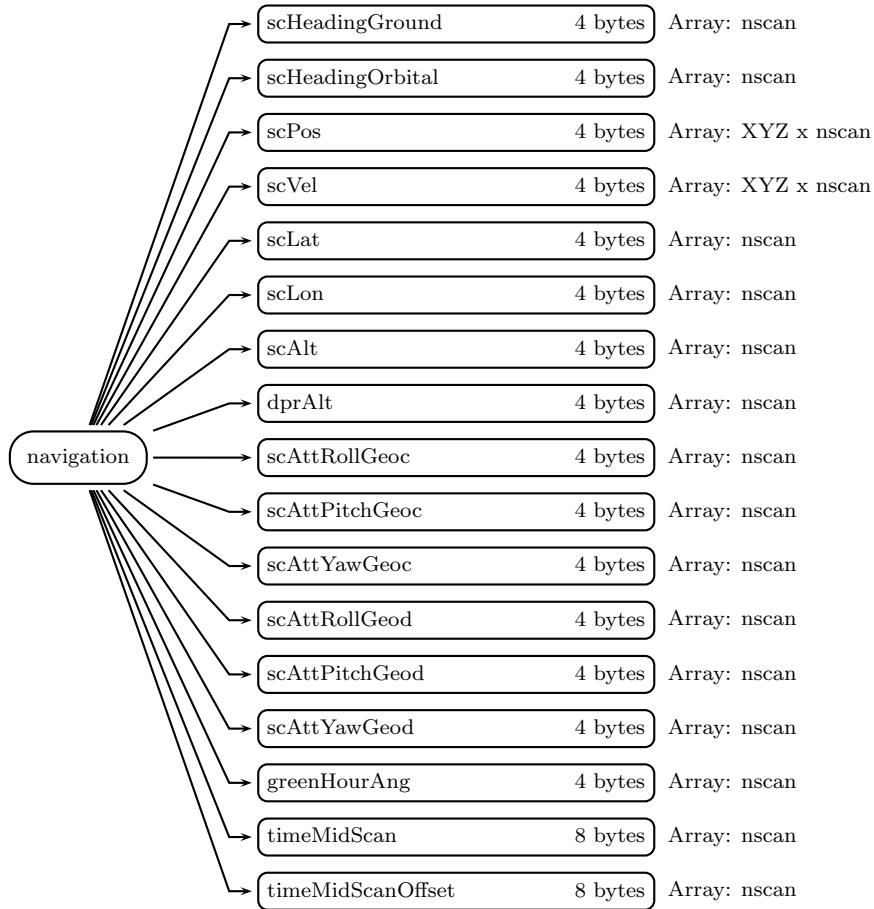 scHeadingGround 4 bytes Array: nscan
scHeadingOrbital 4 bytes Array: nscan
scPos 4 bytes Array: XYZ x nscan
scVel 4 bytes Array: XYZ x nscan
scLat 4 bytes Array: nscan
scLon 4 bytes Array: nscan
scAlt 4 bytes Array: nscan
dprAlt 4 bytes Array: nscan
navigation scAttRollGeoc 4 bytes Array: nscan
scAttPitchGeoc 4 bytes Array: nscan
scAttYawGeoc 4 bytes Array: nscan
scAttRollGeod 4 bytes Array: nscan
scAttPitchGeod 4 bytes Array: nscan
scAttYawGeod 4 bytes Array: nscan
greenHourAng 4 bytes Array: nscan
timeMidScan 8 bytes Array: nscan
timeMidScanOffset 8 bytes Array: nscan